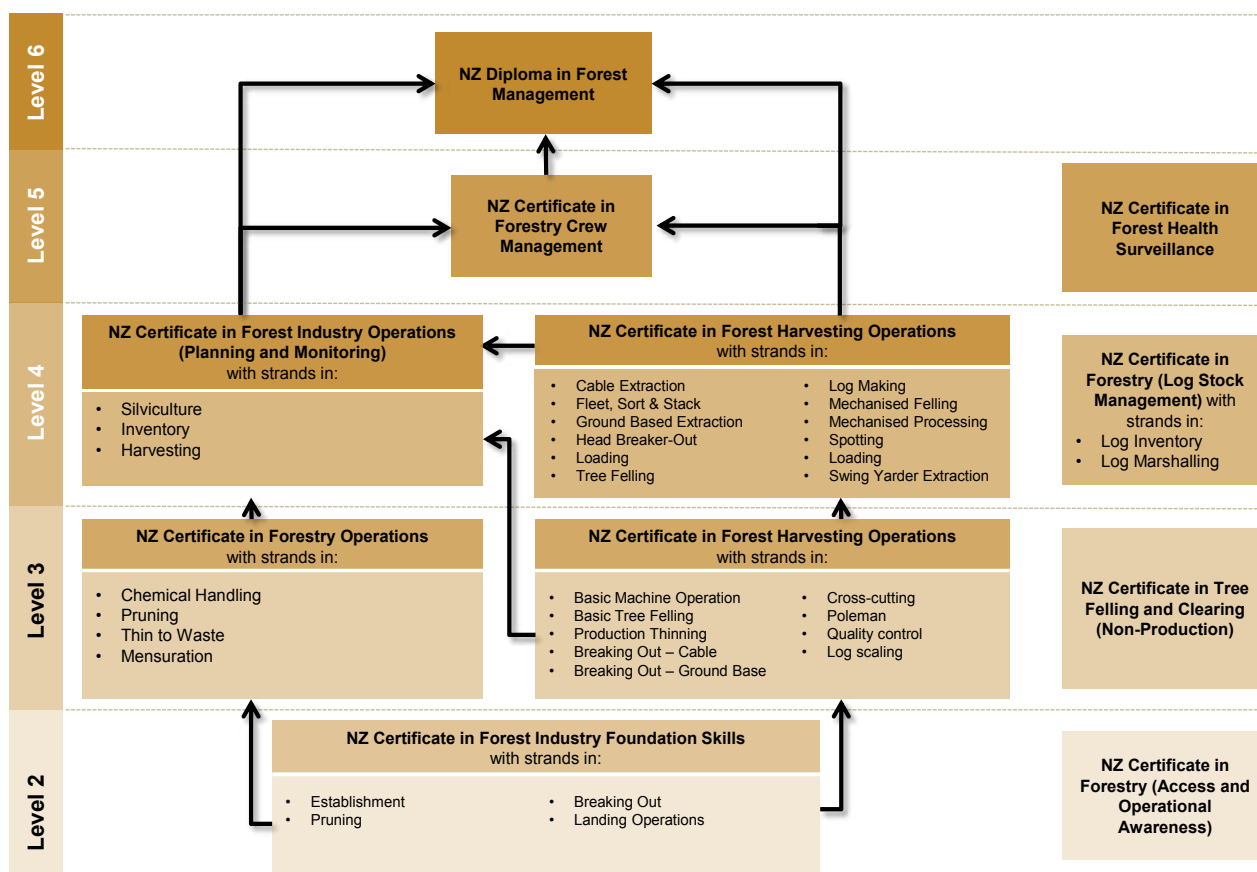 Level 6
NZ Diploma in Forest
Management
Level 5
NZ Certificate in
Forestry Crew
Management
NZ Certificate in
Forest Health
Surveillance
Level 4
NZ Certificate in Forest Industry Operations
(Planning and Monitoring)
with strands in:
• Silviculture
• Inventory
• Harvesting
NZ Certificate in Forest Harvesting Operations
with strands in:
• Cable Extraction
• Fleet, Sort & Stack
• Ground Based Extraction
• Head Breaker-Out
• Loading
• Tree Felling
• Log Making
• Mechanised Felling
• Mechanised Processing
• Spotting
• Loading
• Swing Yarder Extraction
NZ Certificate in
Forestry (Log Stock
Management) with
strands in:
• Log Inventory
• Log Marshalling
Level 3
NZ Certificate in Forestry Operations
with strands in:
• Chemical Handling
• Pruning
• Thin to Waste
• Mensuration
NZ Certificate in Forest Harvesting Operations
with strands in:
• Basic Machine Operation
• Basic Tree Felling
• Production Thinning
• Breaking Out – Cable
• Breaking Out – Ground Base
• Cross-cutting
• Poleman
• Quality control
• Log scaling
NZ Certificate in Tree
Felling and Clearing
(Non-Production)
Level 2
NZ Certificate in Forest Industry Foundation Skills
with strands in:
• Establishment
• Pruning
• Breaking Out
• Landing Operations
NZ Certificate in
Forestry (Access and
Operational
Awareness)